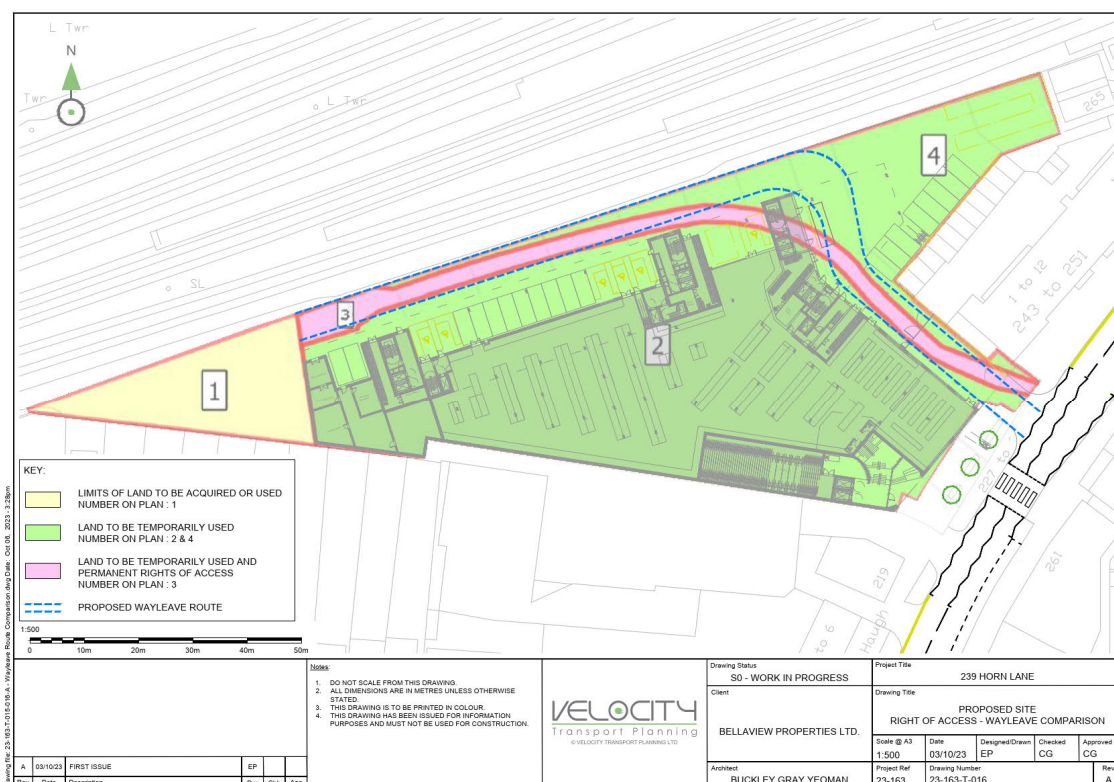 L Twr
N
Twr
L Twr
265
4
SL
3
1 to 12
243 to 251
2
1
KEY:
LIMITS OF LAND TO BE ACQUIRED OR USED
NUMBER ON PLAN : 1
LAND TO BE TEMPORARILY USED
NUMBER ON PLAN : 2 & 4
LAND TO BE TEMPORARILY USED AND
PERMANENT RIGHTS OF ACCESS
NUMBER ON PLAN : 3
PROPOSED WAYLEAVE ROUTE
227 to
261
219
to 6
Haugh
1:500
0 10m 20m 30m 40m 50m
Notes:
1. DO NOT SCALE FROM THIS DRAWING.
2. ALL DIMENSIONS ARE IN METRES UNLESS OTHERWISE
STATED.
3. THIS DRAWING IS TO BE PRINTED IN COLOUR.
4. THIS DRAWING HAS BEEN ISSUED FOR INFORMATION
PURPOSES AND MUST NOT BE USED FOR CONSTRUCTION.
VELOCITY
Transport Planning
© VELOCITY TRANSPORT PLANNING LTD
Drawing Status
S0 - WORK IN PROGRESS
Client
BELLAVIEW PROPERTIES LTD.
Architect
BUCKLEY GRAY YEOMAN
Project Title
239 HORN LANE
Drawing Title
PROPOSED SITE
RIGHT OF ACCESS - WAYLEAVE COMPARISON
Scale @ A3 Date Designed/Drawn Checked Approved
1:500 03/10/23 EP CG CG
Project Ref Drawing Number Rev
23-163 23-163-T-016 A
A 03/10/23 FIRST ISSUE EP
Rev Date Description